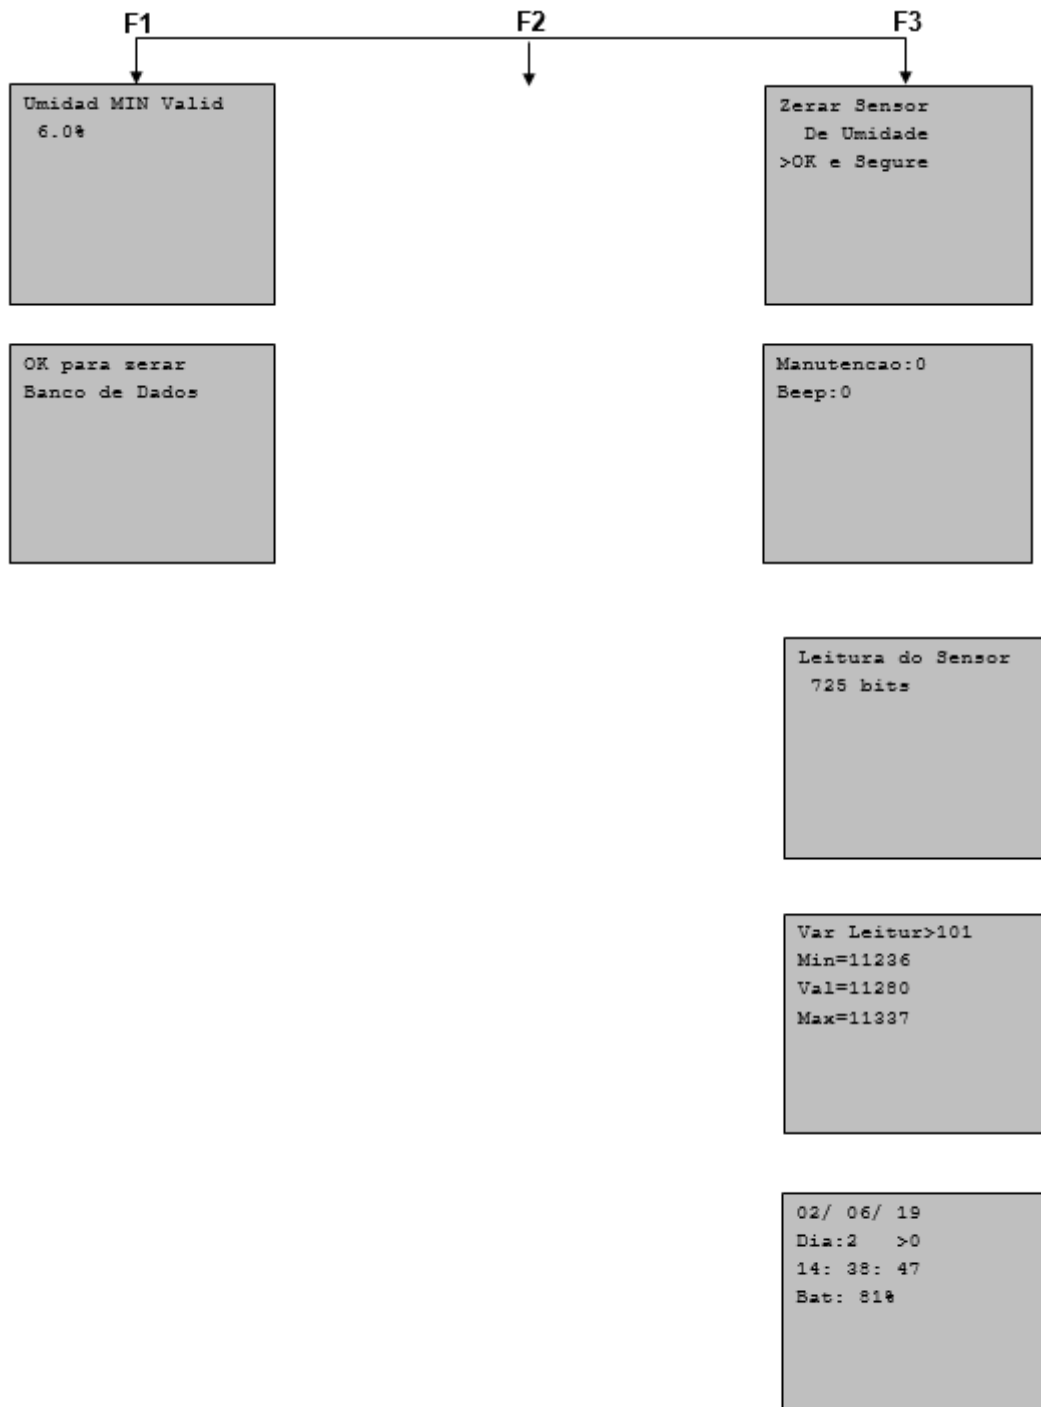 F1
F2
F3
Umidad MIN Valid
6.0%
Zerar Sensor
De Umidade
>OK e Segure
OK para zerar
Banco de Dados
Manutencao:0
Beep:0
Leitura do Sensor
725 bits
Var Leitur>101
Min=11236
Val=11280
Max=11337
02/ 06/ 19
Dia:2 >0
14: 38: 47
Bat: 81%